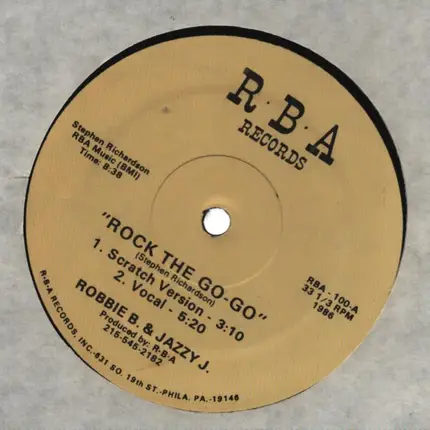 R·B·A
RECORDS
Stephen Richardson
RBA Music (BMI)
Time: 8:38
RBA - 100-A
33 1/3 RPM
1986
"ROCK THE GO-GO"
(Stephen Richardson)
1. Scratch Version - 3:10
2. Vocal - 5:20
ROBBIE B. & JAZZY J.
Produced by: R·B·A
215-545-2182
R·B·A RECORDS, INC.-631 SO. 19th ST.-PHILA. PA.-19146